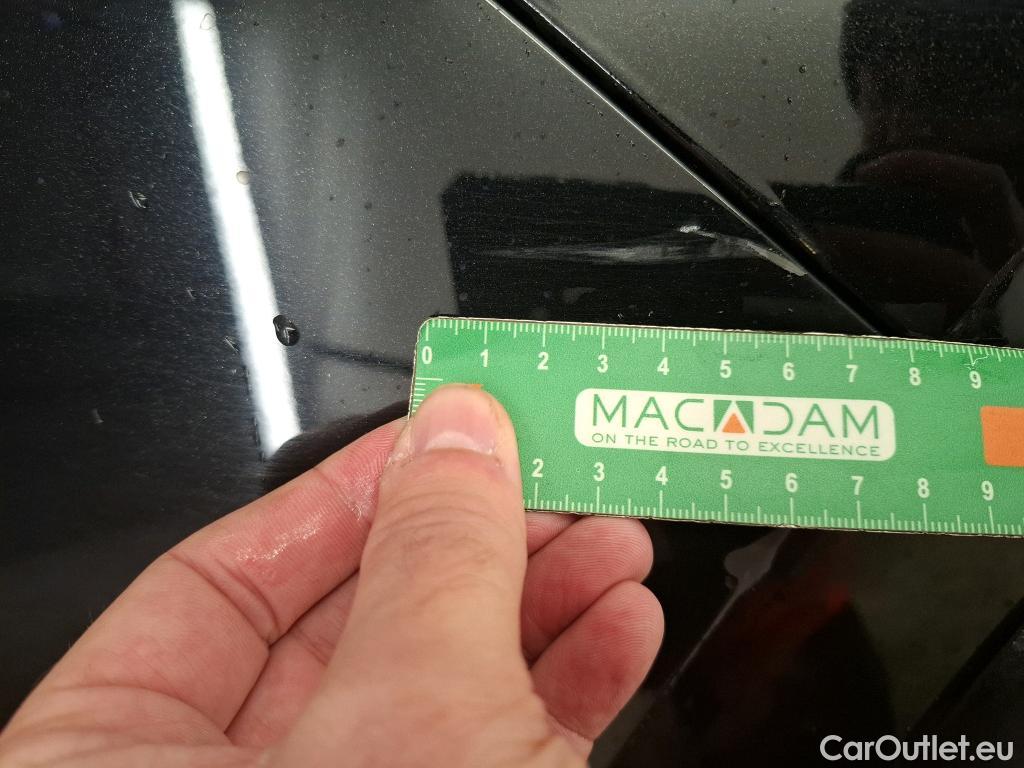 0 1 2 3 4 5 6 7 8 9
MACADAM
ON THE ROAD TO EXCELLENCE
2 3 4 5 6 7 8 9
CarOutlet.eu